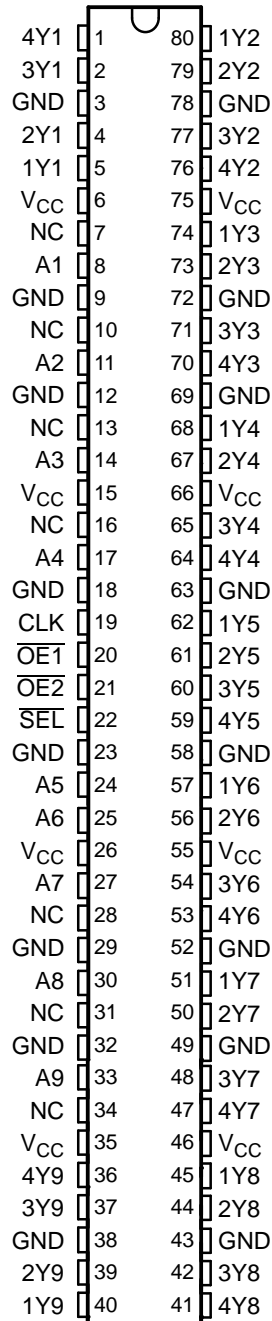 4Y1 1 80 1Y2
3Y1 2 79 2Y2
GND 3 78 GND
2Y1 4 77 3Y2
1Y1 5 76 4Y2
VCC 6 75 VCC
NC 7 74 1Y3
A1 8 73 2Y3
GND 9 72 GND
NC 10 71 3Y3
A2 11 70 4Y3
GND 12 69 GND
NC 13 68 1Y4
A3 14 67 2Y4
VCC 15 66 VCC
NC 16 65 3Y4
A4 17 64 4Y4
GND 18 63 GND
CLK 19 62 1Y5
O̅E̅1̅ 20 61 2Y5
O̅E̅2̅ 21 60 3Y5
S̅E̅L̅ 22 59 4Y5
GND 23 58 GND
A5 24 57 1Y6
A6 25 56 2Y6
VCC 26 55 VCC
A7 27 54 3Y6
NC 28 53 4Y6
GND 29 52 GND
A8 30 51 1Y7
NC 31 50 2Y7
GND 32 49 GND
A9 33 48 3Y7
NC 34 47 4Y7
VCC 35 46 VCC
4Y9 36 45 1Y8
3Y9 37 44 2Y8
GND 38 43 GND
2Y9 39 42 3Y8
1Y9 40 41 4Y8